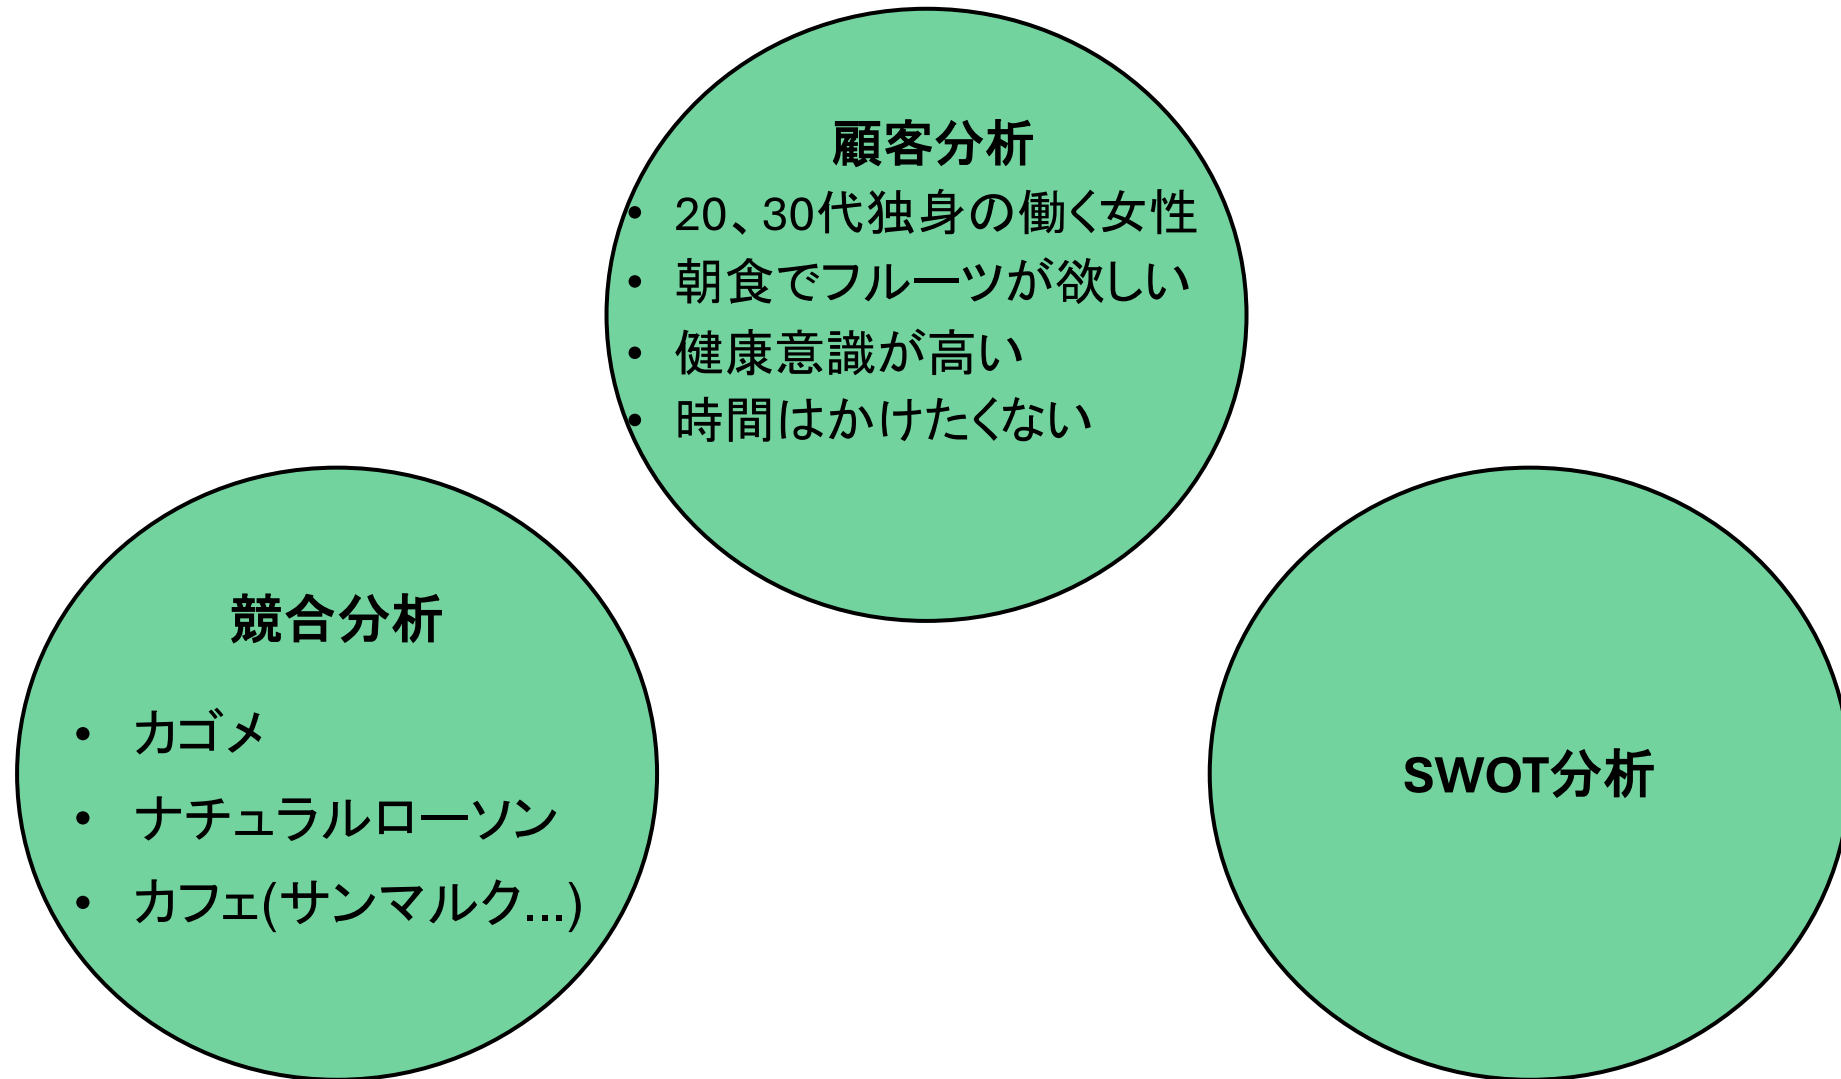 顧客分析
• 20、30代独身の働く女性
• 朝食でフルーツが欲しい
• 健康意識が高い
• 時間はかけたくない
競合分析
• カゴメ
• ナチュラルローソン
• カフェ(サンマルク...)
SWOT分析